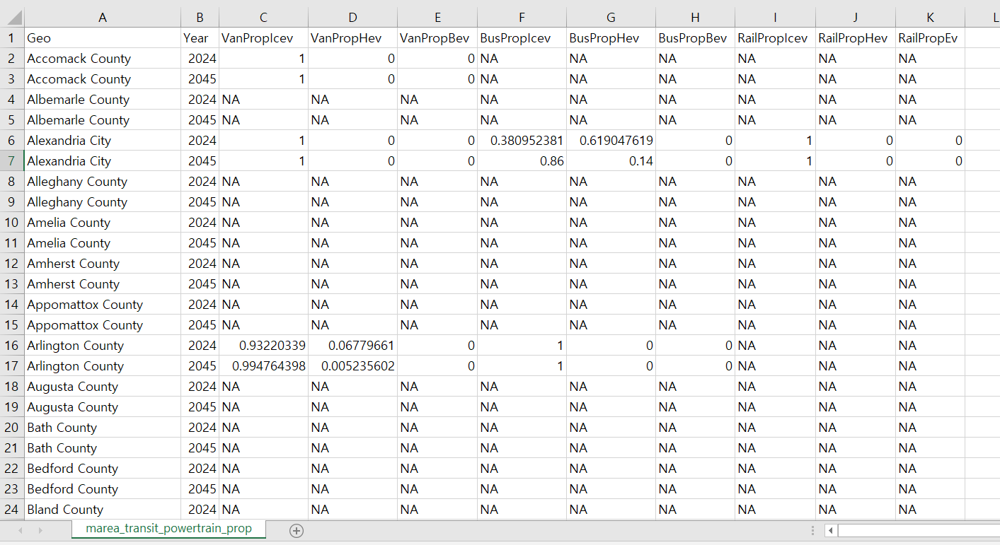 A B C D E F G H I J K L
1 Geo Year VanPropIcev VanPropHev VanPropBev BusPropIcev BusPropHev BusPropBev RailPropIcev RailPropHev RailPropEv
2 Accomack County 2024 1 0 0 NA NA NA NA NA NA
3 Accomack County 2045 1 0 0 NA NA NA NA NA NA
4 Albemarle County 2024 NA NA NA NA NA NA NA NA NA
5 Albemarle County 2045 NA NA NA NA NA NA NA NA NA
6 Alexandria City 2024 1 0 0 0.380952381 0.619047619 0 1 0 0
7 Alexandria City 2045 1 0 0 0.86 0.14 0 1 0 0
8 Alleghany County 2024 NA NA NA NA NA NA NA NA NA
9 Alleghany County 2045 NA NA NA NA NA NA NA NA NA
10 Amelia County 2024 NA NA NA NA NA NA NA NA NA
11 Amelia County 2045 NA NA NA NA NA NA NA NA NA
12 Amherst County 2024 NA NA NA NA NA NA NA NA NA
13 Amherst County 2045 NA NA NA NA NA NA NA NA NA
14 Appomattox County 2024 NA NA NA NA NA NA NA NA NA
15 Appomattox County 2045 NA NA NA NA NA NA NA NA NA
16 Arlington County 2024 0.93220339 0.06779661 0 1 0 0 NA NA NA
17 Arlington County 2045 0.994764398 0.005235602 0 1 0 0 NA NA NA
18 Augusta County 2024 NA NA NA NA NA NA NA NA NA
19 Augusta County 2045 NA NA NA NA NA NA NA NA NA
20 Bath County 2024 NA NA NA NA NA NA NA NA NA
21 Bath County 2045 NA NA NA NA NA NA NA NA NA
22 Bedford County 2024 NA NA NA NA NA NA NA NA NA
23 Bedford County 2045 NA NA NA NA NA NA NA NA NA
24 Bland County 2024 NA NA NA NA NA NA NA NA NA
marea_transit_powertrain_prop